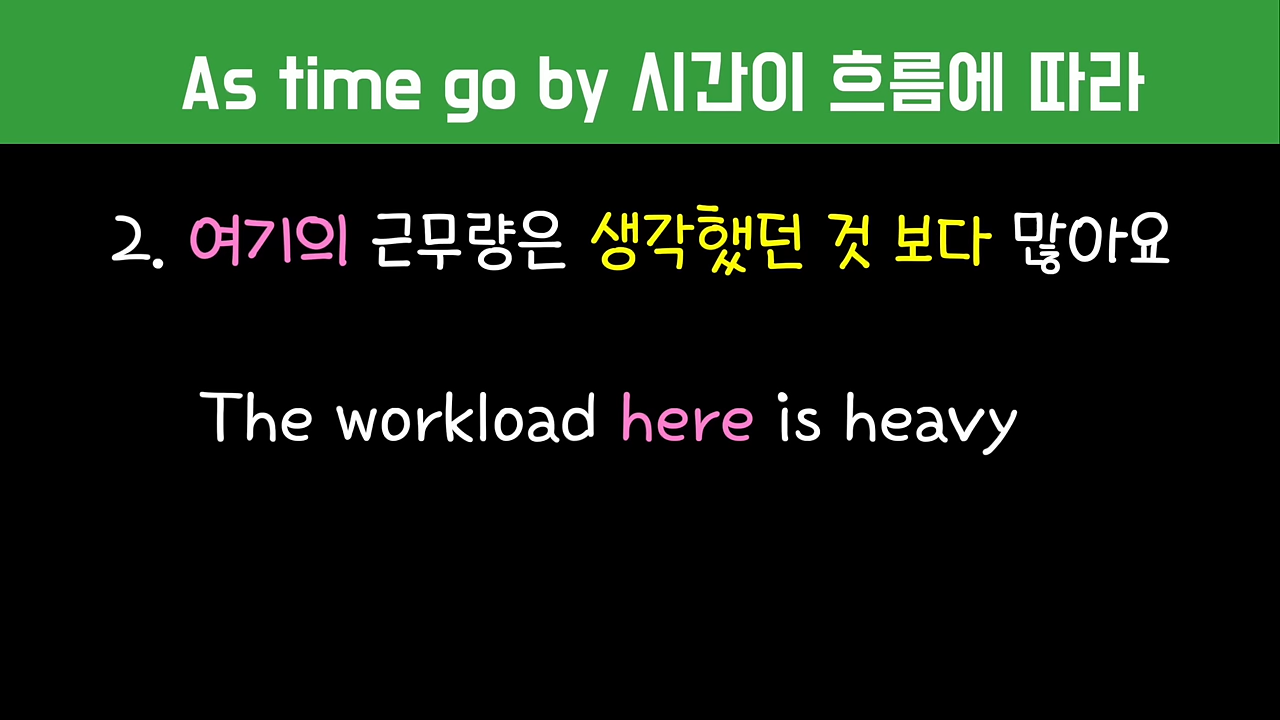 As time go by 시간이 흐름에 따라
2. 여기의 근무량은 생각했던 것 보다 많아요
The workload here is heavy